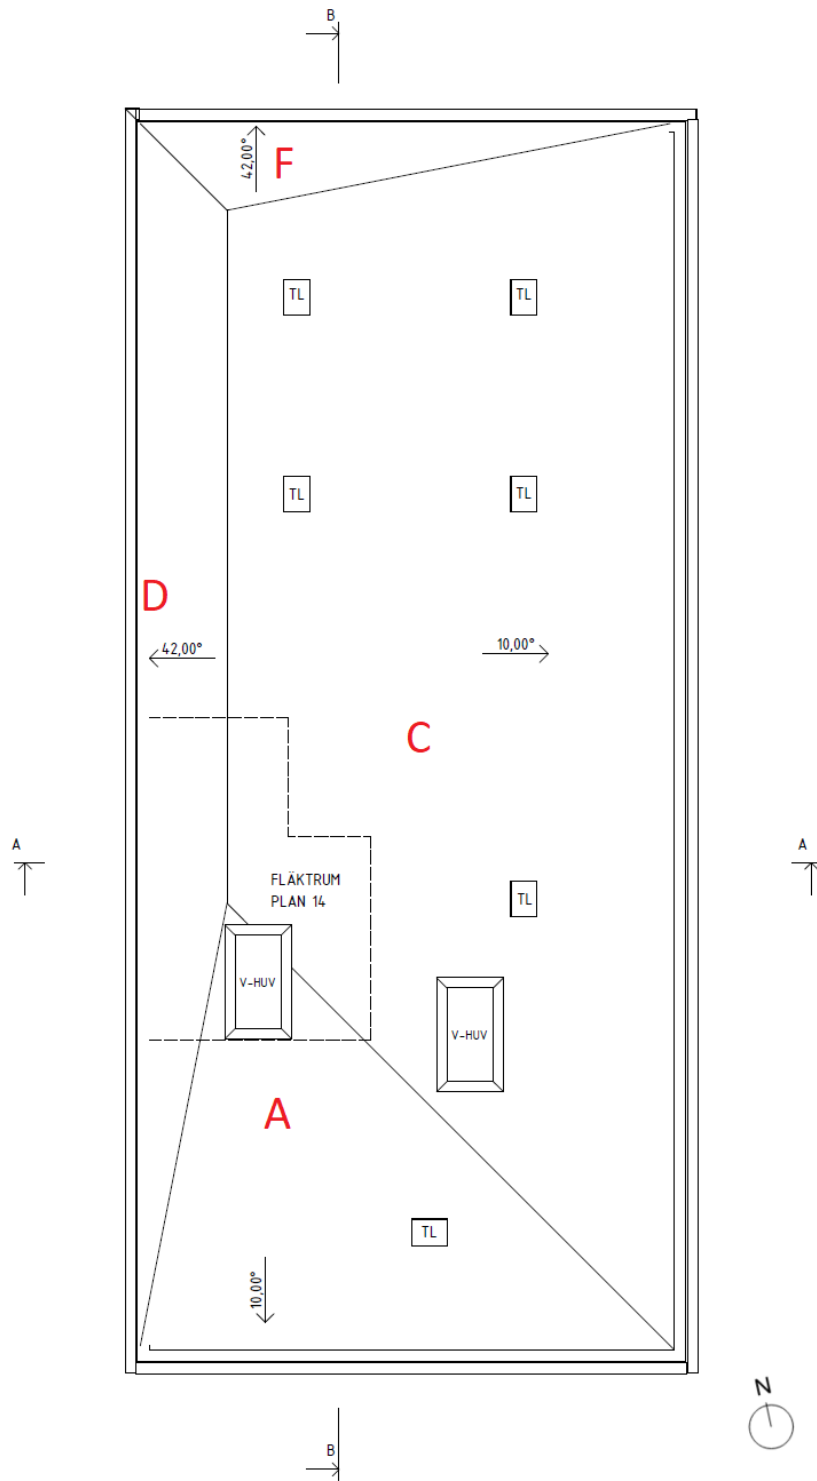 B
42,00°
F
TL
TL
TL
TL
D
42,00°
10,00°
C
A
A
FLÄKTRUM
PLAN 14
TL
V-HUV
V-HUV
A
TL
10,00°
N
B